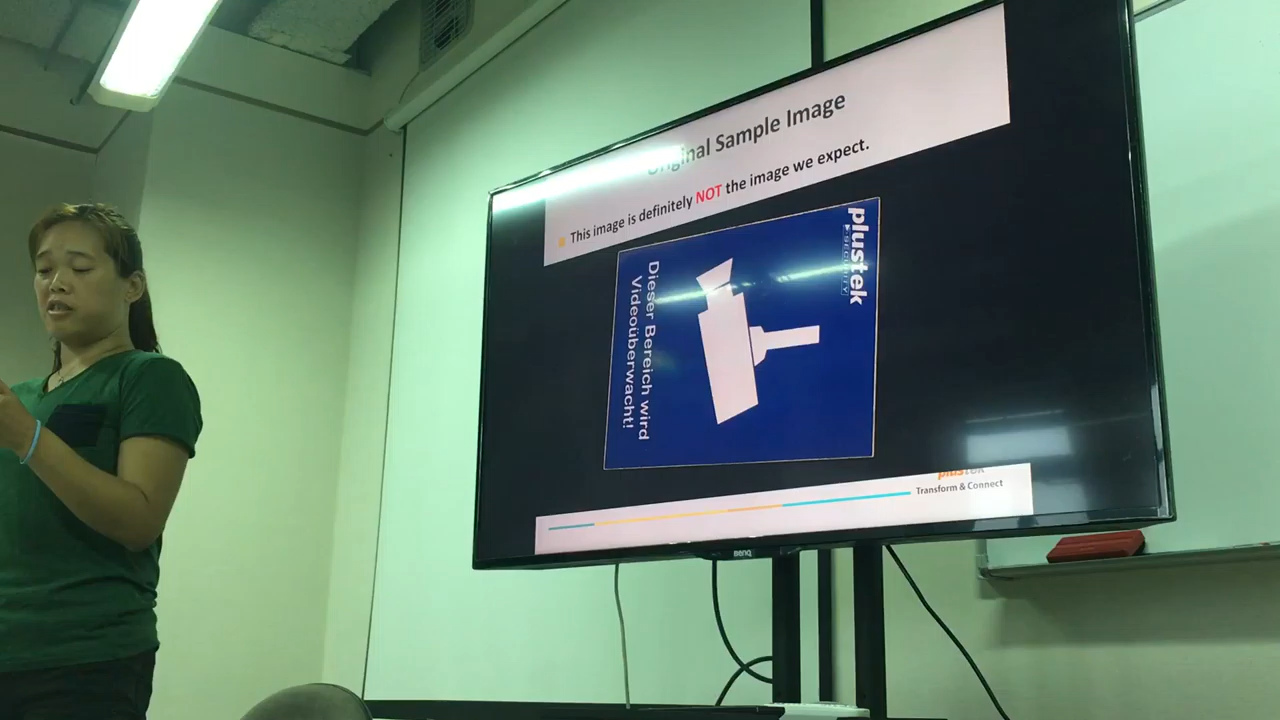 Original Sample Image
This image is definitely NOT the image we expect.
plustek
SECURITY
Dieser Bereich wird
Videoüberwacht!
plustek
Transform & Connect
BenQ